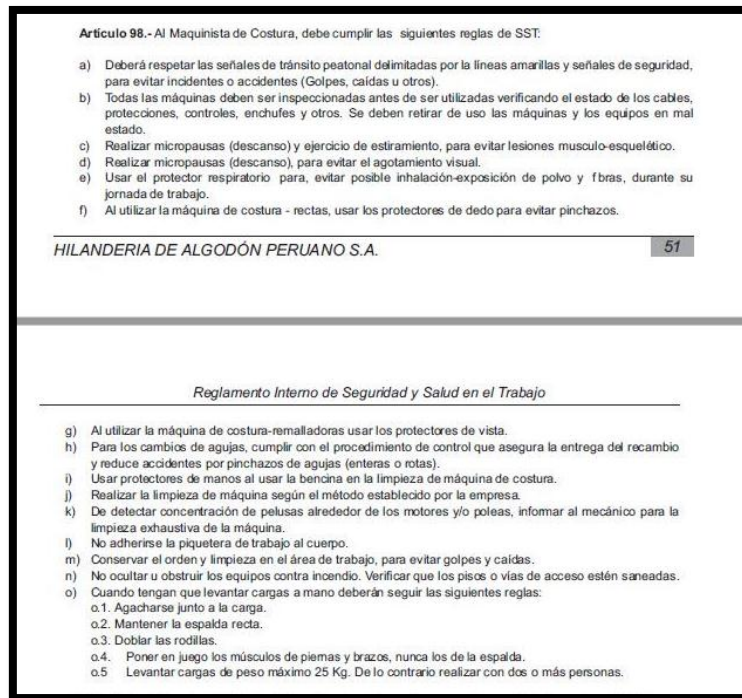 Artículo 98.- Al Maquinista de Costura, debe cumplir las siguientes reglas de SST:
a) Deberá respetar las señales de tránsito peatonal delimitadas por la líneas amarillas y señales de seguridad,
para evitar incidentes o accidentes (Golpes, caídas u otros).
b) Todas las máquinas deben ser inspeccionadas antes de ser utilizadas verificando el estado de los cables,
protecciones, controles, enchufes y otros. Se deben retirar de uso las máquinas y los equipos en mal
estado.
c) Realizar micropausas (descanso) y ejercicio de estiramiento, para evitar lesiones musculo-esquelético.
d) Realizar micropausas (descanso), para evitar el agotamiento visual.
e) Usar el protector respiratorio para, evitar posible inhalación-exposición de polvo y fbras, durante su
jornada de trabajo.
f) Al utilizar la máquina de costura - rectas, usar los protectores de dedo para evitar pinchazos.
HILANDERIA DE ALGODÓN PERUANO S.A. 51
Reglamento Interno de Seguridad y Salud en el Trabajo
g) Al utilizar la máquina de costura-remalladoras usar los protectores de vista.
h) Para los cambios de agujas, cumplir con el procedimiento de control que asegura la entrega del recambio
y reduce accidentes por pinchazos de agujas (enteras o rotas).
i) Usar protectores de manos al usar la bencina en la limpieza de máquina de costura.
j) Realizar la limpieza de máquina según el método establecido por la empresa.
k) De detectar concentración de pelusas alrededor de los motores y/o poleas, informar al mecánico para la
limpieza exhaustiva de la máquina.
l) No adherirse la piquetera de trabajo al cuerpo.
m) Conservar el orden y limpieza en el área de trabajo, para evitar golpes y caídas.
n) No ocultar u obstruir los equipos contra incendio. Verificar que los pisos o vías de acceso estén saneadas.
o) Cuando tengan que levantar cargas a mano deberán seguir las siguientes reglas:
o.1. Agacharse junto a la carga.
o.2. Mantener la espalda recta.
o.3. Doblar las rodillas.
o.4. Poner en juego los músculos de piernas y brazos, nunca los de la espalda.
o.5 Levantar cargas de peso máximo 25 Kg. De lo contrario realizar con dos o más personas.